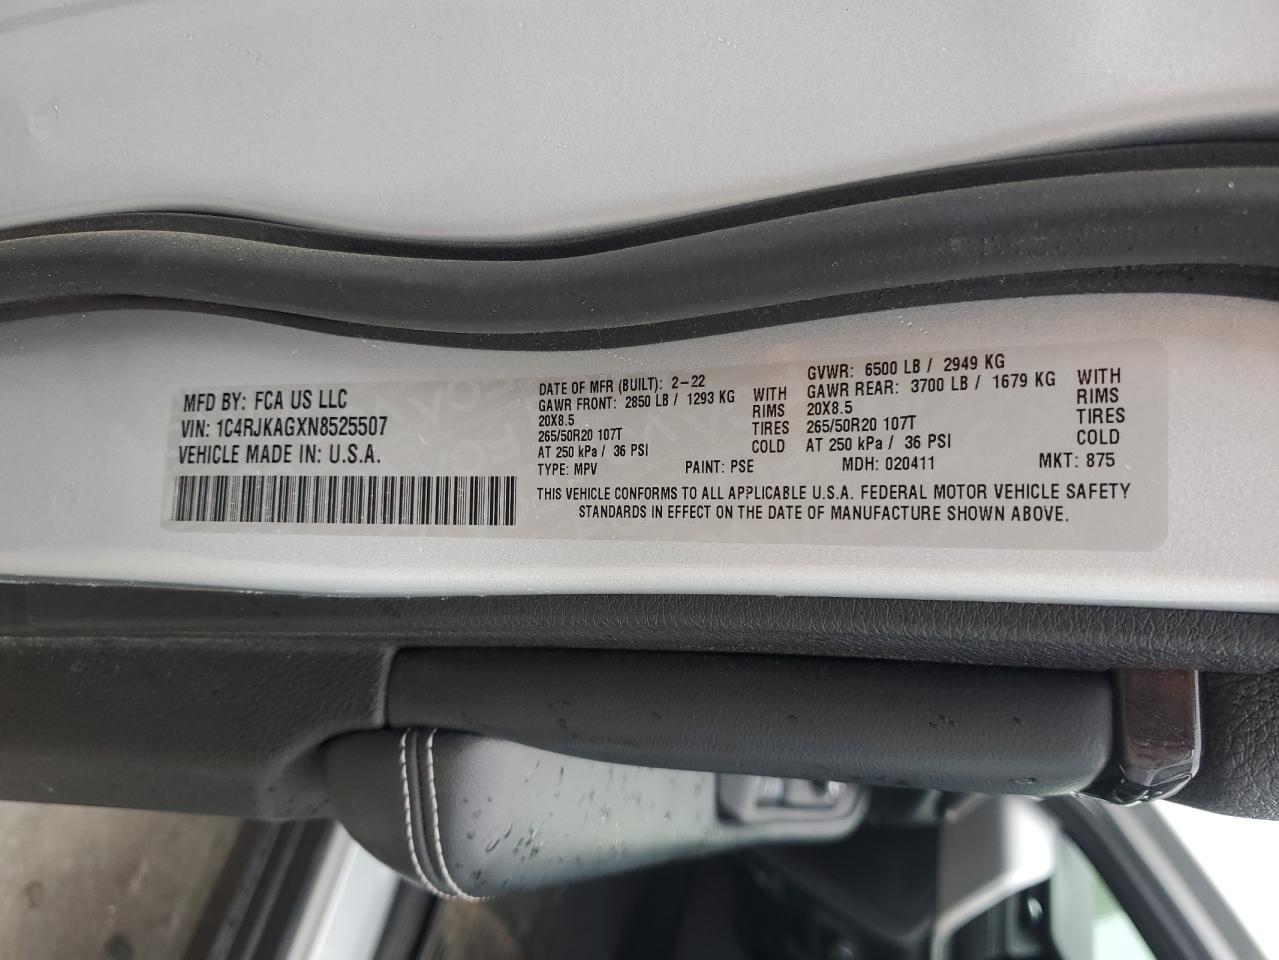 MFD BY: FCA US LLC
VIN: 1C4RJKAGXN8525507
VEHICLE MADE IN: U.S.A.
DATE OF MFR (BUILT): 2-22
GAWR FRONT: 2850 LB / 1293 KG WITH
20X8.5 RIMS
265/50R20 107T TIRES
AT 250 kPa / 36 PSI COLD
GVWR: 6500 LB / 2949 KG
GAWR REAR: 3700 LB / 1679 KG WITH
20X8.5 RIMS
265/50R20 107T TIRES
AT 250 kPa / 36 PSI COLD
TYPE: MPV PAINT: PSE MDH: 020411 MKT: 875
THIS VEHICLE CONFORMS TO ALL APPLICABLE U.S.A. FEDERAL MOTOR VEHICLE SAFETY
STANDARDS IN EFFECT ON THE DATE OF MANUFACTURE SHOWN ABOVE.